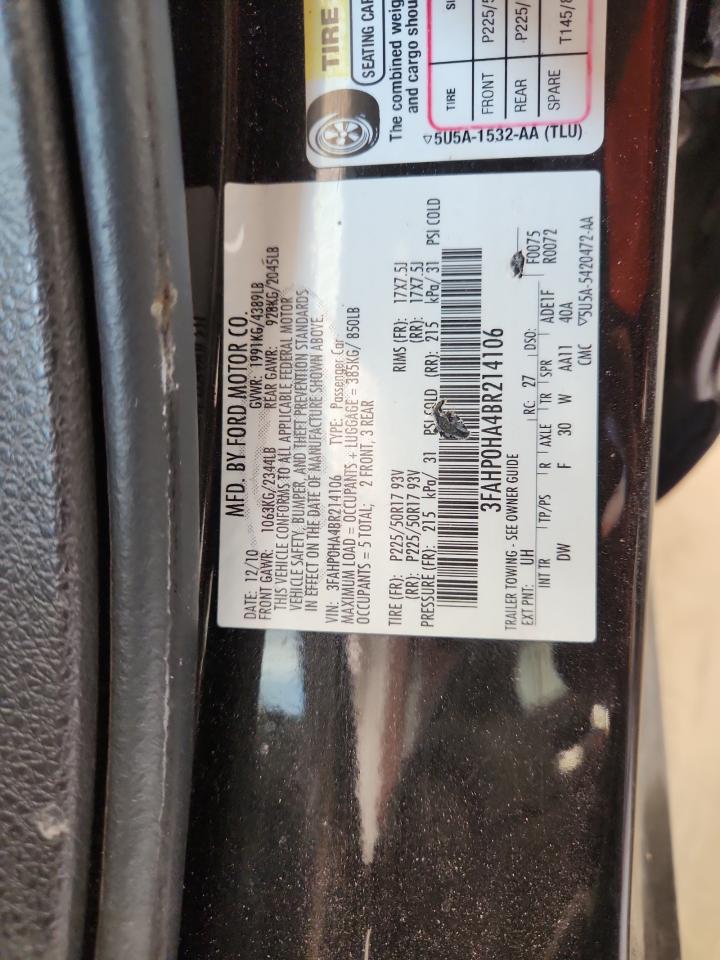 TIRE
SEATING CAP
The combined weig
and cargo shou
TIRE SI
FRONT P225/5
REAR P225/
SPARE T145/8
▽5U5A-1532-AA (TLU)
MFD. BY FORD MOTOR CO.
DATE: 12/10 GVWR: 1991KG/4389LB
FRONT GAWR: 1063KG/2344LB REAR GAWR: 928KG/2045LB
THIS VEHICLE CONFORMS TO ALL APPLICABLE FEDERAL MOTOR
VEHICLE SAFETY, BUMPER, AND THEFT PREVENTION STANDARDS
IN EFFECT ON THE DATE OF MANUFACTURE SHOWN ABOVE.
VIN: 3FAHP0HA4BR214106 TYPE: Passenger Car
MAXIMUM LOAD = OCCUPANTS + LUGGAGE = 385KG/ 850LB
OCCUPANTS = 5 TOTAL; 2 FRONT, 3 REAR
TIRE (FR): P225/50R17 93V RIMS (FR): 17X7.5J
(RR): P225/50R17 93V (RR): 17X7.5J
PRESSURE (FR): 215 kPa/ 31 PSI COLD (RR): 215 kPa/ 31 PSI COLD
3FAHP0HA4BR214106
TRAILER TOWING - SEE OWNER GUIDE
EXT PNT: UH RC: 27 DSO: F0075
INT TR TP/PS R AXLE TR SPR R0072
DW F 30 W AA11 ADE1F
40A
CMC ▽5U5A-5420472-AA